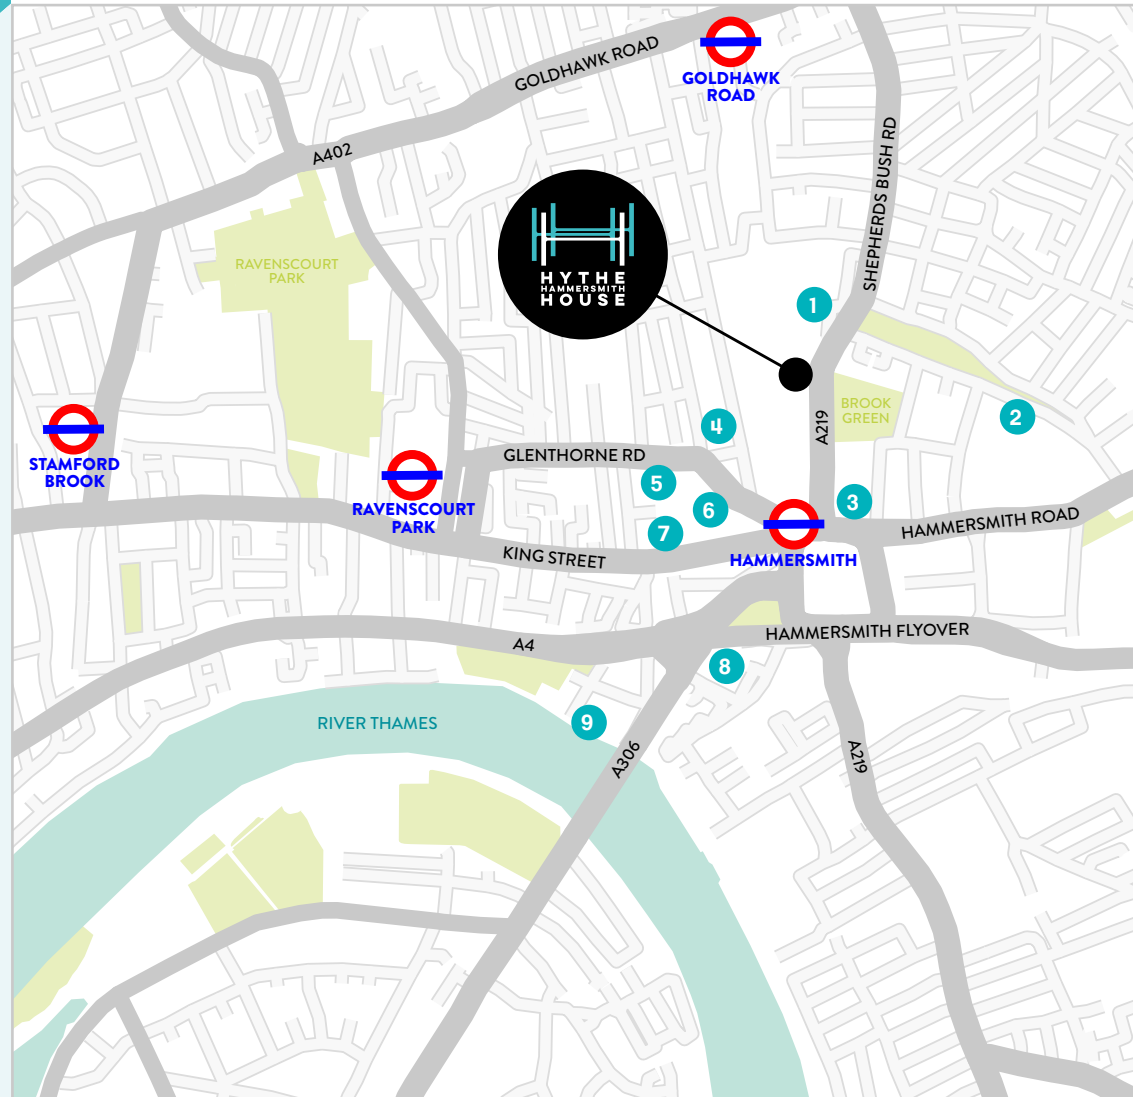 GOLDHAWK ROAD
GOLDHAWK
ROAD
A402
SHEPHERDS BUSH RD
HYTHE
HAMMERSMITH
HOUSE
RAVENSCOURT
PARK
1
BROOK
GREEN
2
A219
4
STAMFORD
BROOK
GLENTHORNE RD
5
3
6
RAVENSCOURT
PARK
7
HAMMERSMITH ROAD
KING STREET
HAMMERSMITH
HAMMERSMITH FLYOVER
A4
8
RIVER THAMES
9
A306
A219